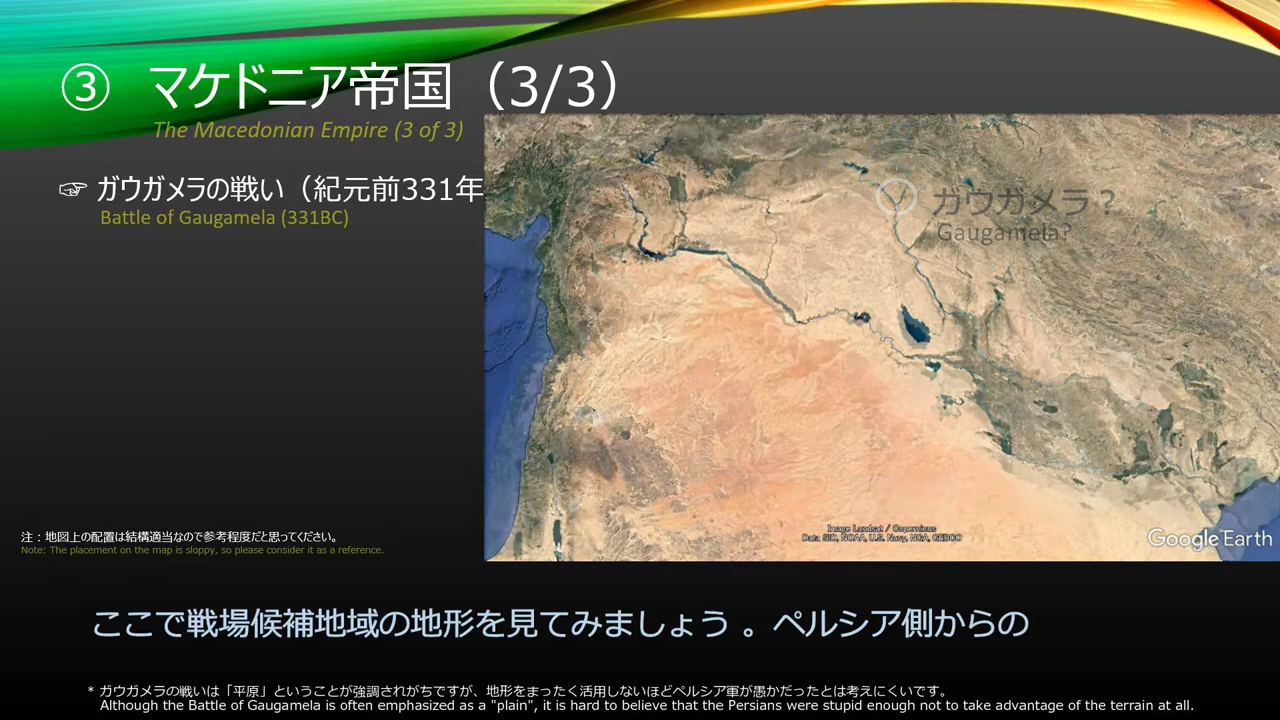 ③ マケドニア帝国（3/3）
The Macedonian Empire (3 of 3)
☞ ガウガメラの戦い（紀元前331年
Battle of Gaugamela (331BC)
ガウガメラ？
Gaugamela?
Image Landsat / Copernicus
Data SIO, NOAA, U.S. Navy, NGA, GEBCO
Google Earth
注：地図上の配置は結構適当なので参考程度だと思ってください。
Note: The placement on the map is sloppy, so please consider it as a reference.
ここで戦場候補地域の地形を見てみましょう 。ペルシア側からの
* ガウガメラの戦いは「平原」ということが強調されがちですが、地形をまったく活用しないほどペルシア軍が愚かだったとは考えにくいです。
Although the Battle of Gaugamela is often emphasized as a "plain", it is hard to believe that the Persians were stupid enough not to take advantage of the terrain at all.